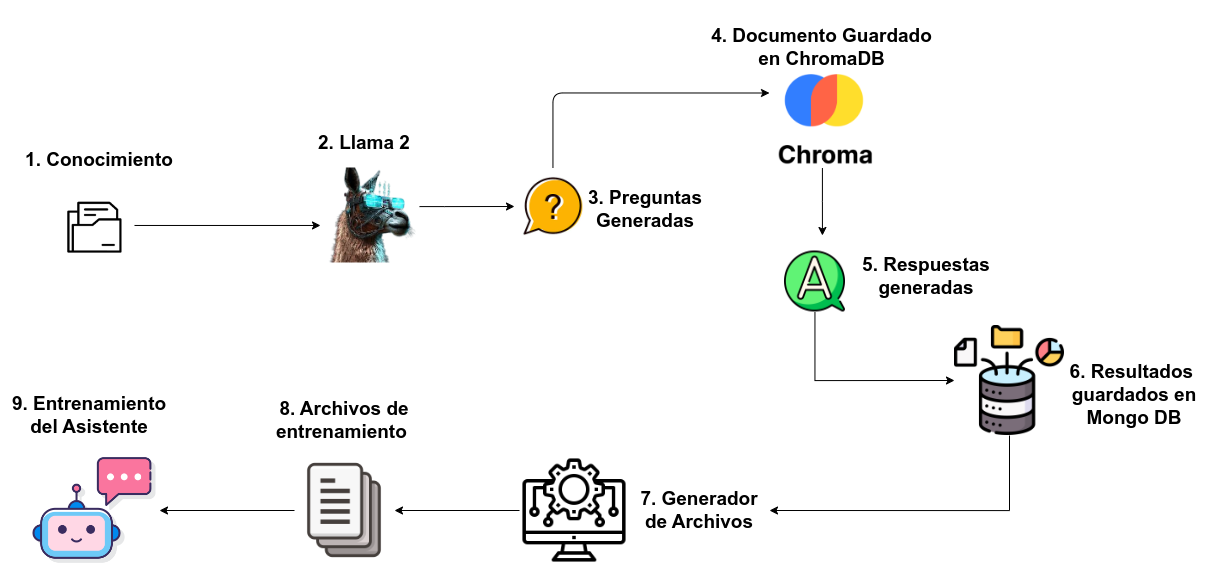 1. Conocimiento
2. Llama 2
?
3. Preguntas
Generadas
4. Documento Guardado
en ChromaDB
Chroma
A
5. Respuestas
generadas
6. Resultados
guardados en
Mongo DB
7. Generador
de Archivos
8. Archivos de
entrenamiento
9. Entrenamiento
del Asistente